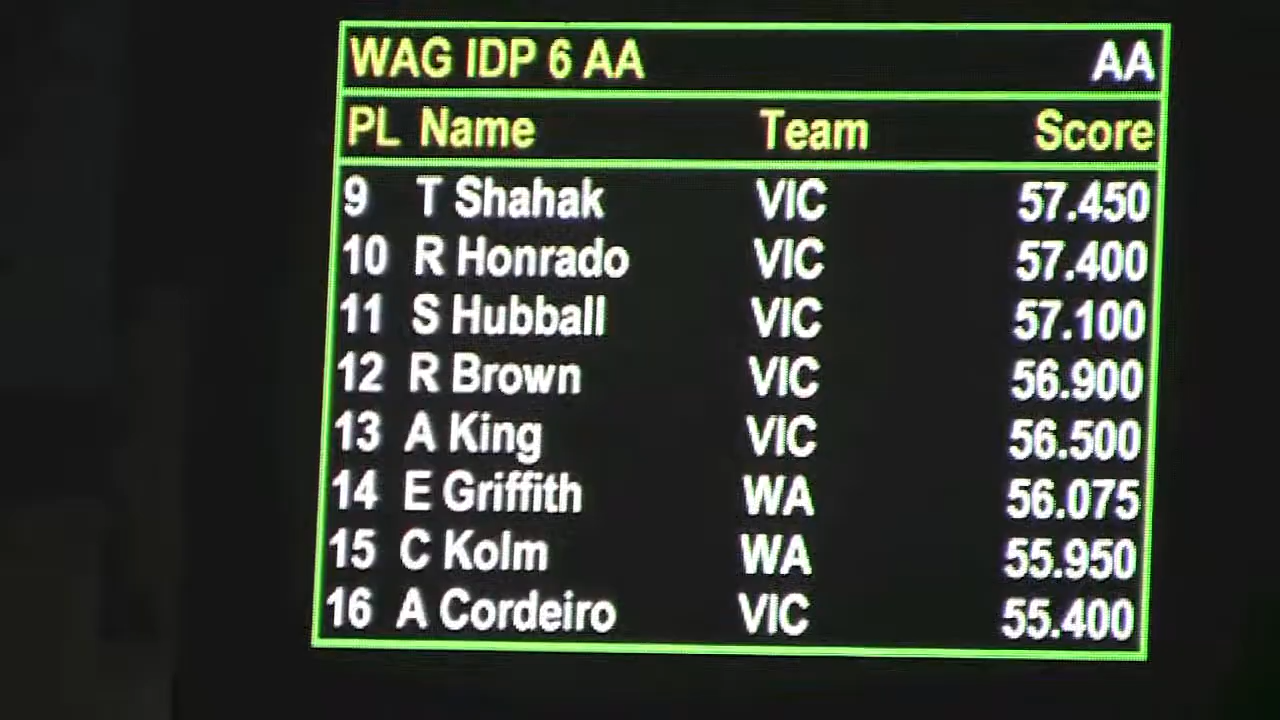 WAG IDP 6 AA AA
PL Name Team Score
9 T Shahak VIC 57.450
10 R Honrado VIC 57.400
11 S Hubball VIC 57.100
12 R Brown VIC 56.900
13 A King VIC 56.500
14 E Griffith WA 56.075
15 C Kolm WA 55.950
16 A Cordeiro VIC 55.400